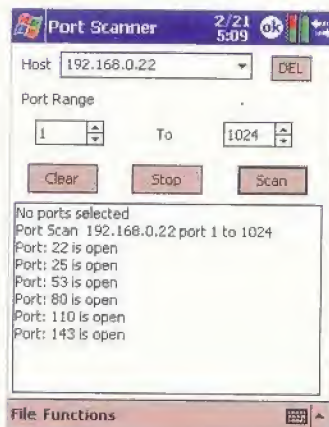 Port Scanner 2/21 5:09 ok
Host 192.168.0.22 DEL
Port Range
1 To 1024
Clear Stop Scan
No ports selected
Port Scan 192.168.0.22 port 1 to 1024
Port: 22 is open
Port: 25 is open
Port: 53 is open
Port: 80 is open
Port: 110 is open
Port: 143 is open
File Functions